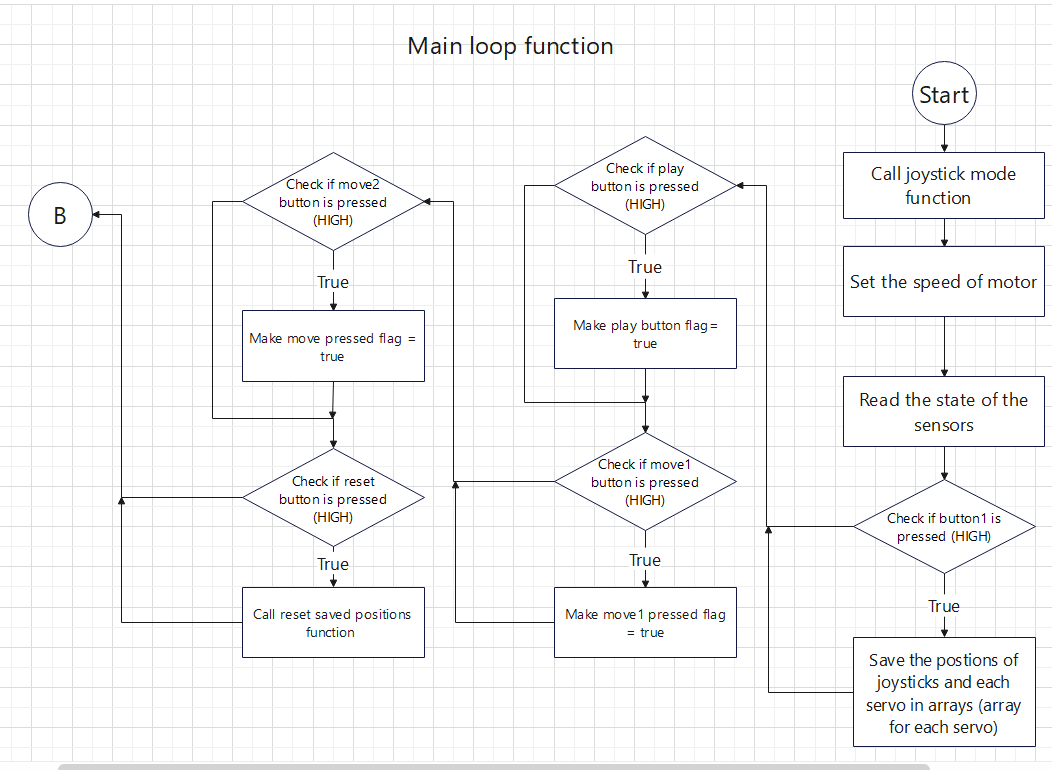 Main loop function
Start
Call joystick mode
function
Set the speed of motor
Read the state of the
sensors
Check if button1 is
pressed (HIGH)
True
Save the postions of
joysticks and each
servo in arrays (array
for each servo)
Check if play
button is pressed
(HIGH)
True
Make play button flag=
true
Check if move1
button is pressed
(HIGH)
True
Make move1 pressed flag
= true
Check if move2
button is pressed
(HIGH)
True
Make move pressed flag =
true
Check if reset
button is pressed
(HIGH)
True
Call reset saved positions
function
B